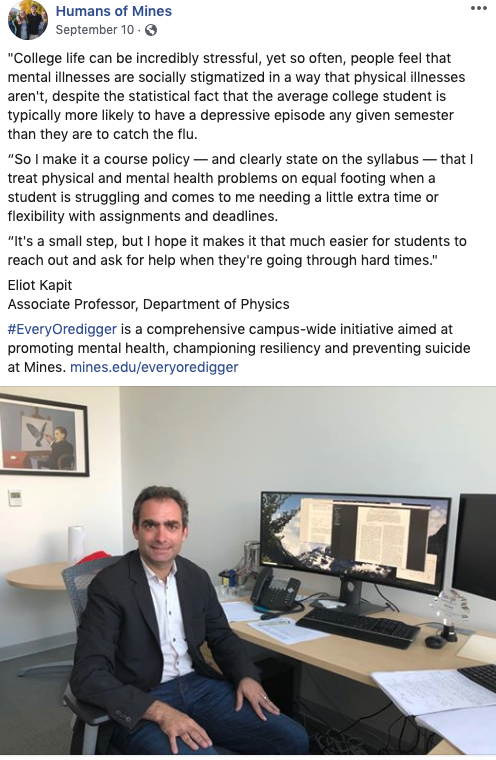 Humans of Mines
September 10 ·
"College life can be incredibly stressful, yet so often, people feel that
mental illnesses are socially stigmatized in a way that physical illnesses
aren't, despite the statistical fact that the average college student is
typically more likely to have a depressive episode any given semester
than they are to catch the flu.
“So I make it a course policy — and clearly state on the syllabus — that I
treat physical and mental health problems on equal footing when a
student is struggling and comes to me needing a little extra time or
flexibility with assignments and deadlines.
“It's a small step, but I hope it makes it that much easier for students to
reach out and ask for help when they're going through hard times."
Eliot Kapit
Associate Professor, Department of Physics
#EveryOredigger is a comprehensive campus-wide initiative aimed at
promoting mental health, championing resiliency and preventing suicide
at Mines. mines.edu/everyoredigger